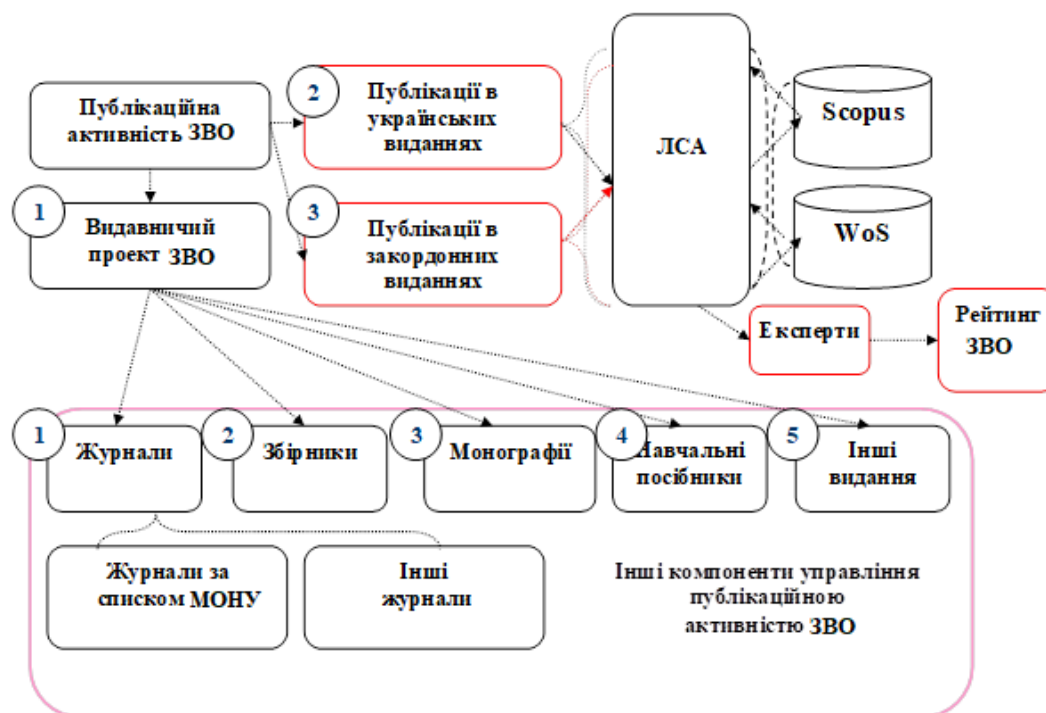 Публікаційна
активність ЗВО
1
Видавничий
проект ЗВО
2
Публікації в
українських
виданнях
3
Публікації в
закордонних
виданнях
ЛСА
Scopus
WoS
Експерти
Рейтинг
ЗВО
1
Журнали
2
Збірники
3
Монографії
4
Навчальні
посібники
5
Інші
видання
Журнали за
списком МОНУ
Інші
журнали
Інші компоненти управління
публікаційною
активністю ЗВО